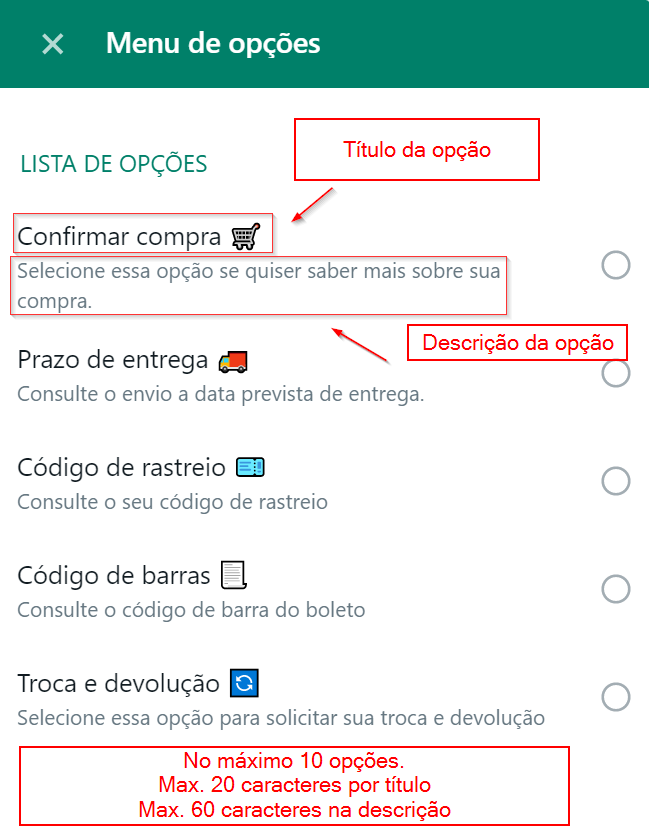 Menu de opções
Título da opção
LISTA DE OPÇÕES
Confirmar compra
Selecione essa opção se quiser saber mais sobre sua
compra.
Descrição da opção
Prazo de entrega
Consulte o envio a data prevista de entrega.
Código de rastreio
Consulte o seu código de rastreio
Código de barras
Consulte o código de barra do boleto
Troca e devolução
Selecione essa opção para solicitar sua troca e devolução
No máximo 10 opções.
Max. 20 caracteres por título
Max. 60 caracteres na descrição